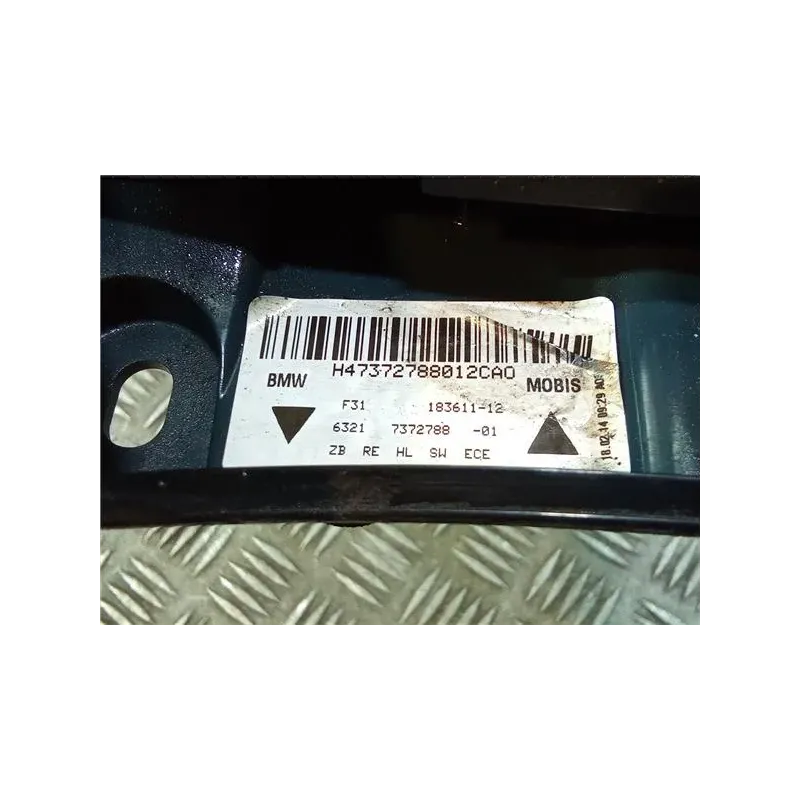 H47372788012CA0
BMW MOBIS
F31 183611-12
6321 7372788 -01
ZB RE HL SW ECE
18.02.14 09:29